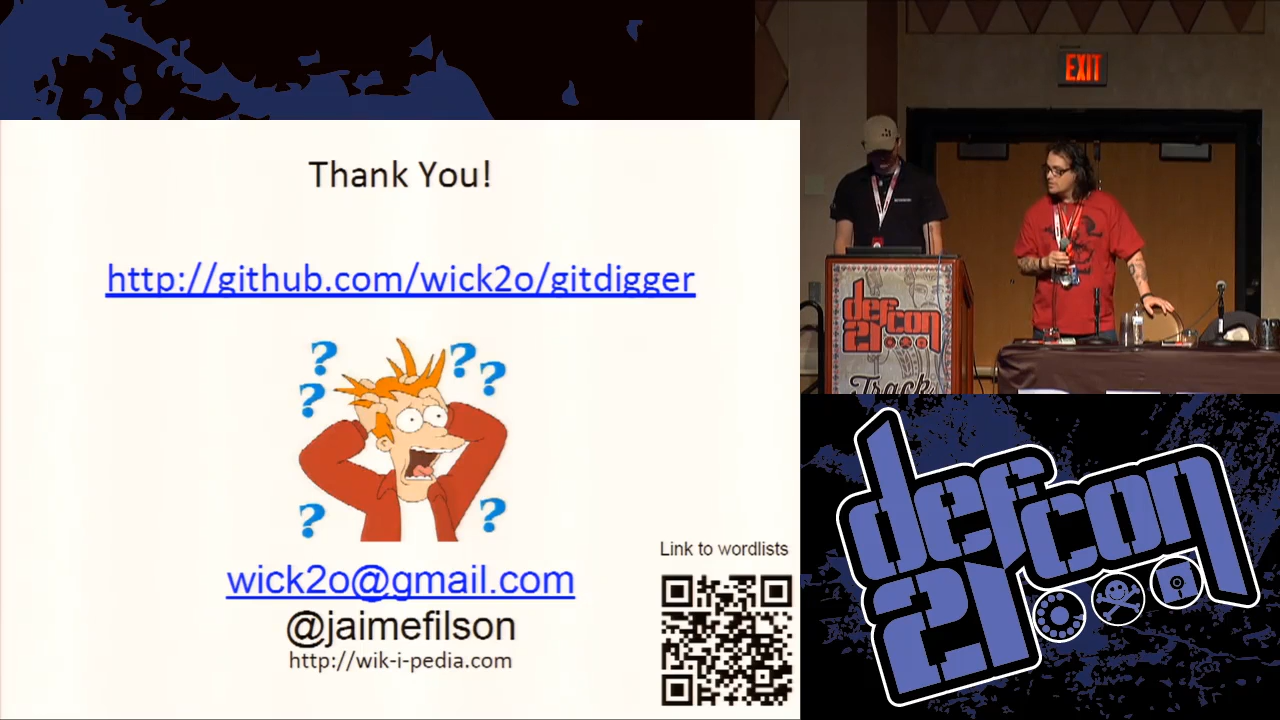 Thank You!
http://github.com/wick2o/gitdigger
? ? ?
?
? ?
wick2o@gmail.com
@jaimefilson
http://wik-i-pedia.com
Link to wordlists
EXIT
defcon
21
Track
defcon
21